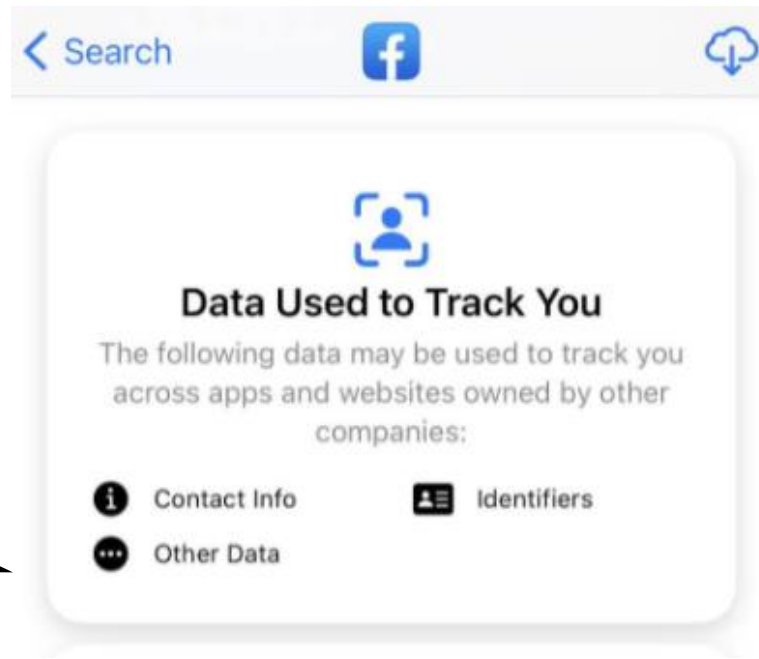 Search
Data Used to Track You
The following data may be used to track you
across apps and websites owned by other
companies:
Contact Info
Identifiers
Other Data